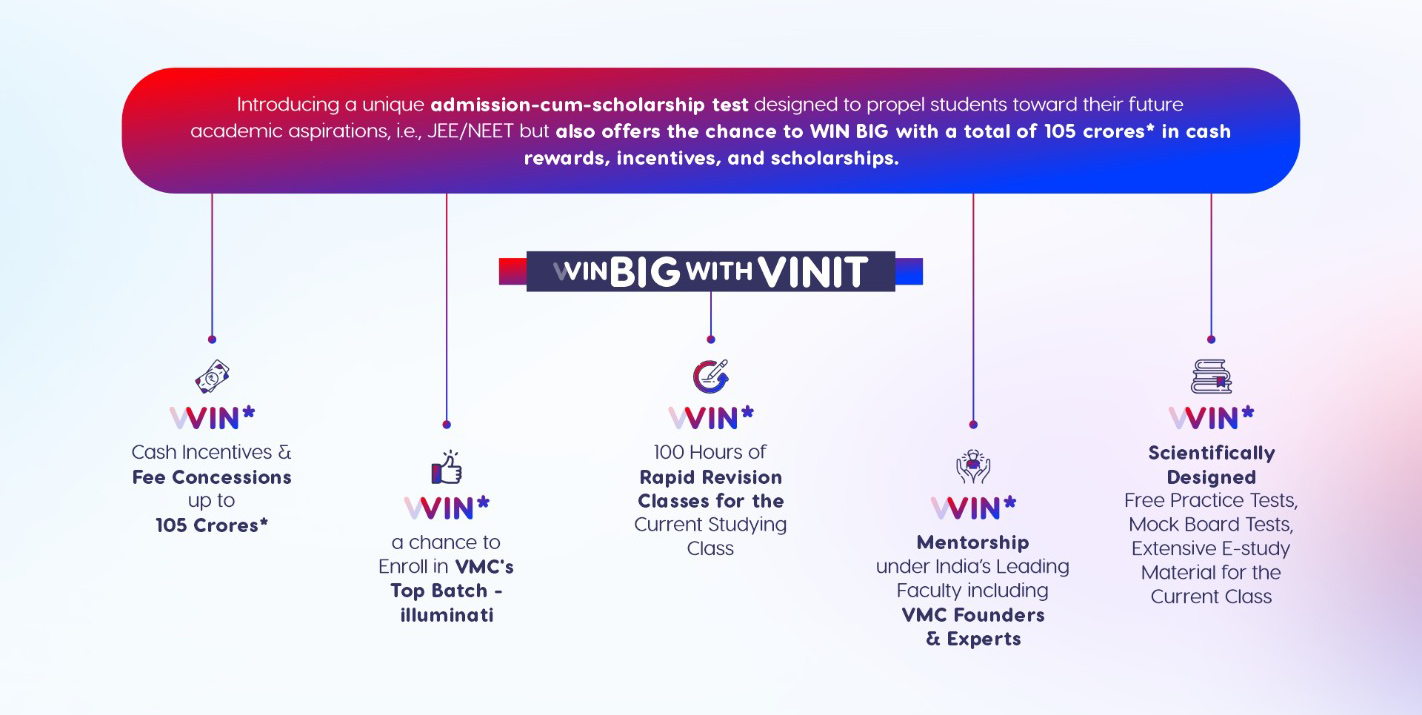 Introducing a unique admission-cum-scholarship test designed to propel students toward their future
academic aspirations, i.e., JEE/NEET but also offers the chance to WIN BIG with a total of 105 crores* in cash
rewards, incentives, and scholarships.
WIN BIG WITH VINIT
WIN*
Cash Incentives &
Fee Concessions
up to
105 Crores*
WIN*
a chance to
Enroll in VMC's
Top Batch -
illuminati
WIN*
100 Hours of
Rapid Revision
Classes for the
Current Studying
Class
WIN*
Mentorship
under India's Leading
Faculty including
VMC Founders
& Experts
WIN*
Scientifically
Designed
Free Practice Tests,
Mock Board Tests,
Extensive E-study
Material for the
Current Class